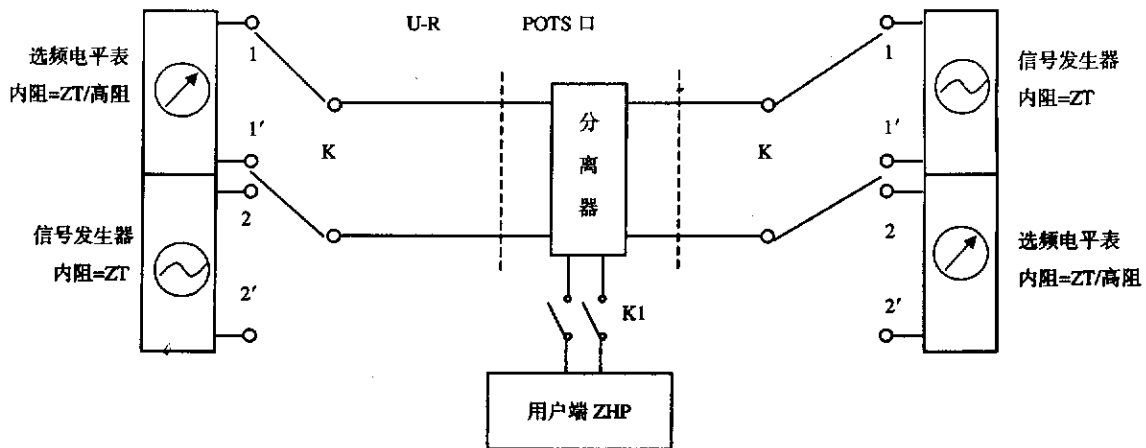 U-R
POTS 口
选频电平表
内阻=ZT/高阻
1
1′
K
2
信号发生器
内阻=ZT
2′
分
离
器
K1
用户端 ZHP
K
1
1′
信号发生器
内阻=ZT
2
选频电平表
内阻=ZT/高阻
2′